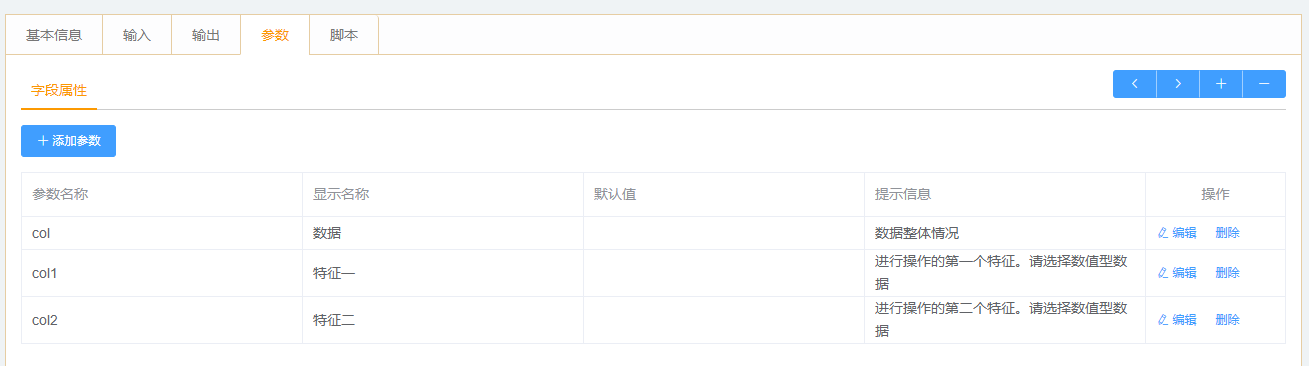 基本信息 输入 输出 参数 脚本
字段属性
添加参数
参数名称 显示名称 默认值 提示信息 操作
col 数据 数据整体情况 编辑 删除
col1 特征一 进行操作的第一个特征。请选择数值型数
据 编辑 删除
col2 特征二 进行操作的第二个特征。请选择数值型数
据 编辑 删除